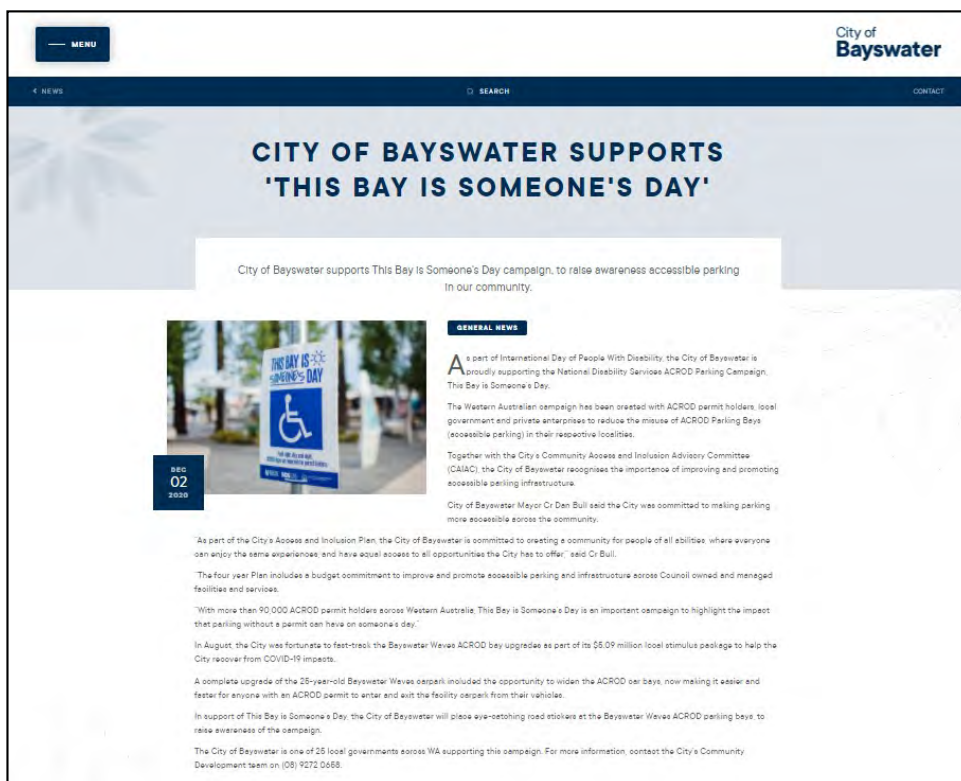 MENU
City of
Bayswater
NEWS
SEARCH
CONTACT
CITY OF BAYSWATER SUPPORTS
'THIS BAY IS SOMEONE'S DAY'
City of Bayswater supports This Bay is Someone's Day campaign, to raise awareness accessible parking
in our community.
THIS BAY IS
SOMEONE'S DAY
DEC
02
2020
GENERAL NEWS
As part of International Day of People With Disability, the City of Bayswater is
proudly supporting the National Disability Services ACROD Parking Campaign,
This Bay is Someone's Day.
The Western Australian campaign has been created with ACROD permit holders, local
government and private enterprises to reduce the misuse of ACROD Parking Bays
(accessible parking) in their respective localities.
Together with the City's Community Access and Inclusion Advisory Committee
(CAIAC), the City of Bayswater recognises the importance of improving and promoting
accessible parking infrastructure.
City of Bayswater Mayor Cr Dan Bull said the City was committed to making parking
more accessible across the community.
"As part of the City's Access and Inclusion Plan, the City of Bayswater is committed to creating a community for people of all abilities, where everyone
can enjoy the same experiences, and have equal access to all opportunities the City has to offer," said Cr Bull.
"The four year Plan includes a budget commitment to improve and promote accessible parking and infrastructure across Council owned and managed
facilities and services.
"With more than 90,000 ACROD permit holders across Western Australia, This Bay is Someone's Day is an important campaign to highlight the impact
that parking without a permit can have on someone's day."
In August, the City was fortunate to fast-track the Bayswater Waves ACROD bay upgrades as part of its $5.09 million local stimulus package to help the
City recover from COVID-19 impacts.
A complete upgrade of the 25-year-old Bayswater Waves carpark included the opportunity to widen the ACROD car bays, now making it easier and
faster for anyone with an ACROD permit to enter and exit the facility carpark from their vehicles.
In support of This Bay is Someone's Day, the City of Bayswater will place eye-catching road stickers at the Bayswater Waves ACROD parking bays, to
raise awareness of the campaign.
The City of Bayswater is one of 25 local governments across WA supporting this campaign. For more information, contact the City's Community
Development team on (08) 9272 0658.